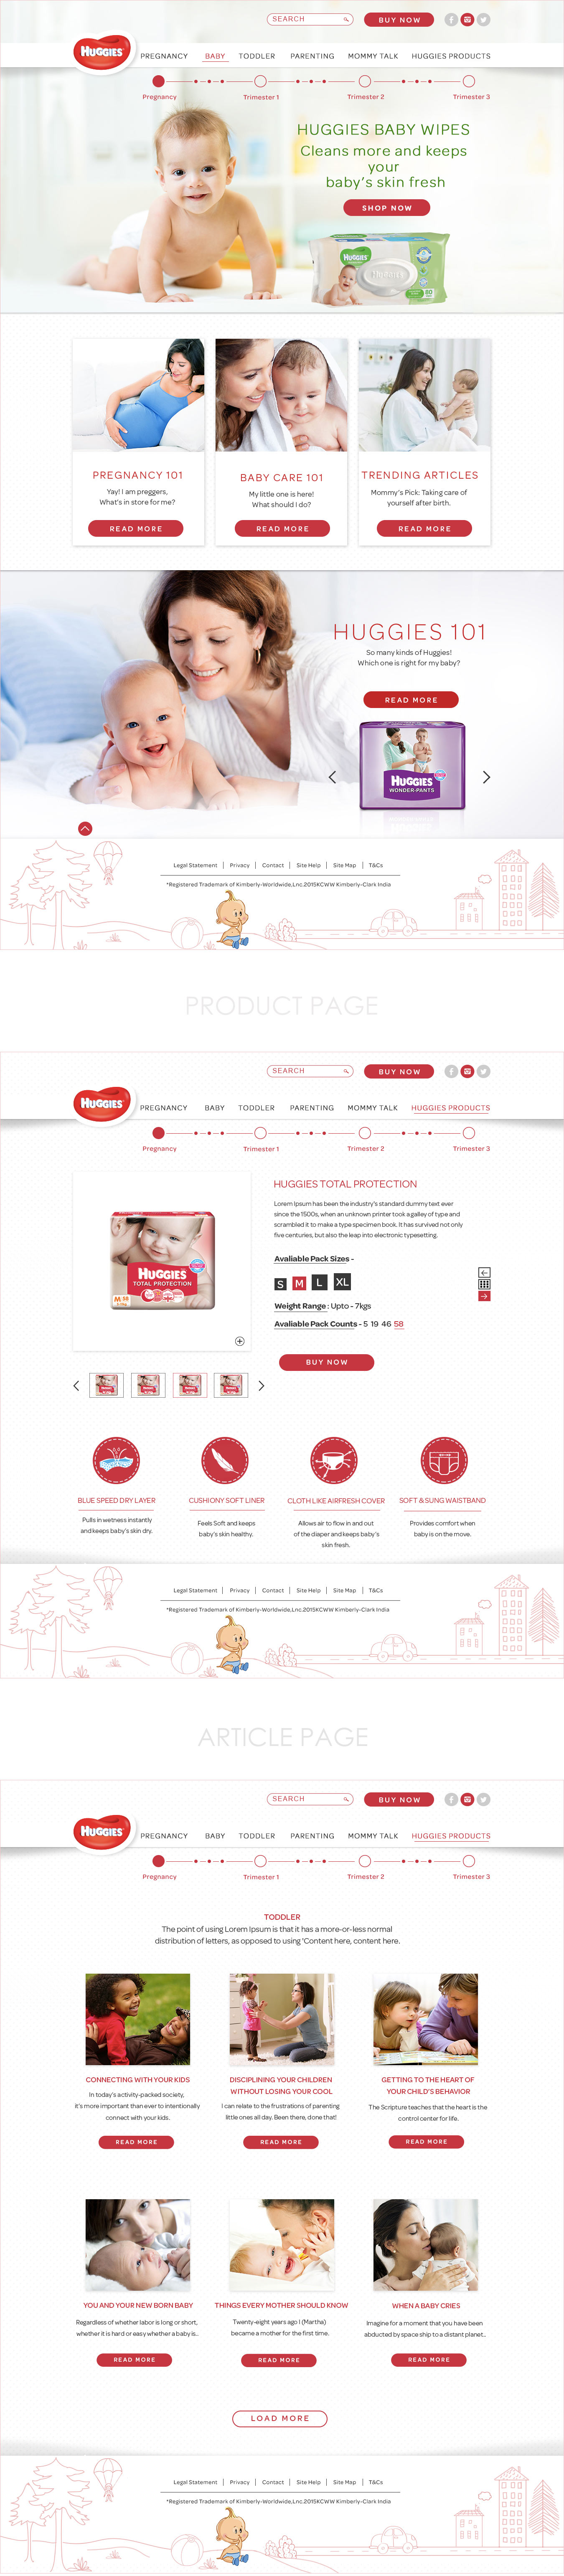 SEARCH
BUY NOW
HUGGIES
PREGNANCY BABY TODDLER PARENTING MOMMY TALK HUGGIES PRODUCTS
Pregnancy Trimester 1 Trimester 2 Trimester 3
HUGGIES BABY WIPES
Cleans more and keeps
your
baby's skin fresh
SHOP NOW
HUGGIES
80
PREGNANCY 101
Yay! I am preggers,
What's in store for me?
READ MORE
BABY CARE 101
My little one is here!
What should I do?
READ MORE
TRENDING ARTICLES
Mommy's Pick: Taking care of
yourself after birth.
READ MORE
HUGGIES 101
So many kinds of Huggies!
Which one is right for my baby?
READ MORE
HUGGIES
WONDER-PANTS
Legal Statement | Privacy | Contact | Site Help | Site Map | T&Cs
*Registered Trademark of Kimberly-Worldwide,Lnc.2015KCWW Kimberly-Clark India
PRODUCT PAGE
SEARCH
BUY NOW
HUGGIES
PREGNANCY BABY TODDLER PARENTING MOMMY TALK HUGGIES PRODUCTS
Pregnancy Trimester 1 Trimester 2 Trimester 3
HUGGIES
TOTAL PROTECTION
M 58
HUGGIES TOTAL PROTECTION
Lorem Ipsum has been the industry's standard dummy text ever
since the 1500s, when an unknown printer took a galley of type and
scrambled it to make a type specimen book. It has survived not only
five centuries, but also the leap into electronic typesetting.
Avaliable Pack Sizes -
S M L XL
Weight Range : Upto - 7kgs
Avaliable Pack Counts - 5 19 46 58
BUY NOW
BLUE SPEED DRY LAYER
Pulls in wetness instantly
and keeps baby's skin dry.
CUSHIONY SOFT LINER
Feels Soft and keeps
baby's skin healthy.
CLOTH LIKE AIRFRESH COVER
Allows air to flow in and out
of the diaper and keeps baby's
skin fresh.
SOFT & SUNG WAISTBAND
Provides comfort when
baby is on the move.
Legal Statement | Privacy | Contact | Site Help | Site Map | T&Cs
*Registered Trademark of Kimberly-Worldwide,Lnc.2015KCWW Kimberly-Clark India
ARTICLE PAGE
SEARCH
BUY NOW
HUGGIES
PREGNANCY BABY TODDLER PARENTING MOMMY TALK HUGGIES PRODUCTS
Pregnancy Trimester 1 Trimester 2 Trimester 3
TODDLER
The point of using Lorem Ipsum is that it has a more-or-less normal
distribution of letters, as opposed to using 'Content here, content here.
CONNECTING WITH YOUR KIDS
In today's activity-packed society,
it's more important than ever to intentionally
connect with your kids.
READ MORE
DISCIPLINING YOUR CHILDREN
WITHOUT LOSING YOUR COOL
I can relate to the frustrations of parenting
little ones all day. Been there, done that!
READ MORE
GETTING TO THE HEART OF
YOUR CHILD'S BEHAVIOR
The Scripture teaches that the heart is the
control center for life.
READ MORE
YOU AND YOUR NEW BORN BABY
Regardless of whether labor is long or short,
whether it is hard or easy whether a baby is..
READ MORE
THINGS EVERY MOTHER SHOULD KNOW
Twenty-eight years ago I (Martha)
became a mother for the first time.
READ MORE
WHEN A BABY CRIES
Imagine for a moment that you have been
abducted by space ship to a distant planet..
READ MORE
LOAD MORE
Legal Statement | Privacy | Contact | Site Help | Site Map | T&Cs
*Registered Trademark of Kimberly-Worldwide,Lnc.2015KCWW Kimberly-Clark India